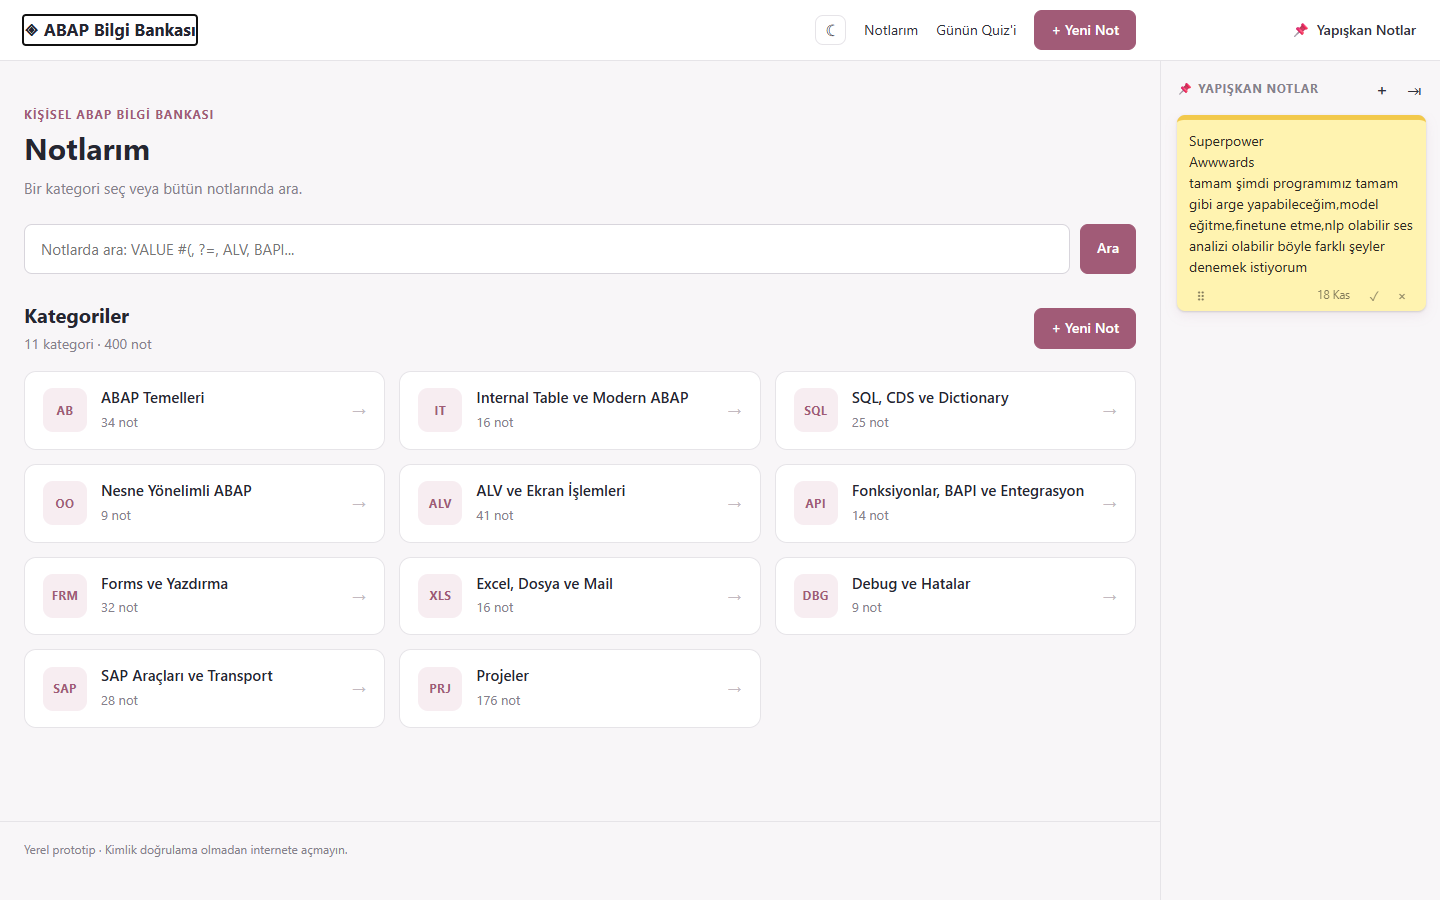 ◈ ABAP Bilgi Bankası
☾ Notlarım Günün Quiz'i + Yeni Not
📌 Yapışkan Notlar
KİŞİSEL ABAP BİLGİ BANKASI
Notlarım
Bir kategori seç veya bütün notlarında ara.
Notlarda ara: VALUE #(, ?=, ALV, BAPI...
Ara
Kategoriler
11 kategori · 400 not
+ Yeni Not
AB
ABAP Temelleri
34 not
→
IT
Internal Table ve Modern ABAP
16 not
→
SQL
SQL, CDS ve Dictionary
25 not
→
OO
Nesne Yönelimli ABAP
9 not
→
ALV
ALV ve Ekran İşlemleri
41 not
→
API
Fonksiyonlar, BAPI ve Entegrasyon
14 not
→
FRM
Forms ve Yazdırma
32 not
→
XLS
Excel, Dosya ve Mail
16 not
→
DBG
Debug ve Hatalar
9 not
→
SAP
SAP Araçları ve Transport
28 not
→
PRJ
Projeler
176 not
→
Yerel prototip · Kimlik doğrulama olmadan internete açmayın.
📌 YAPIŞKAN NOTLAR + ⇥
Superpower
Awwwards
tamam şimdi programımız tamam
gibi arge yapabileceğim,model
eğitme,finetune etme,nlp olabilir ses
analizi olabilir böyle farklı şeyler
denemek istiyorum
⠿ 18 Kas ✓ ×